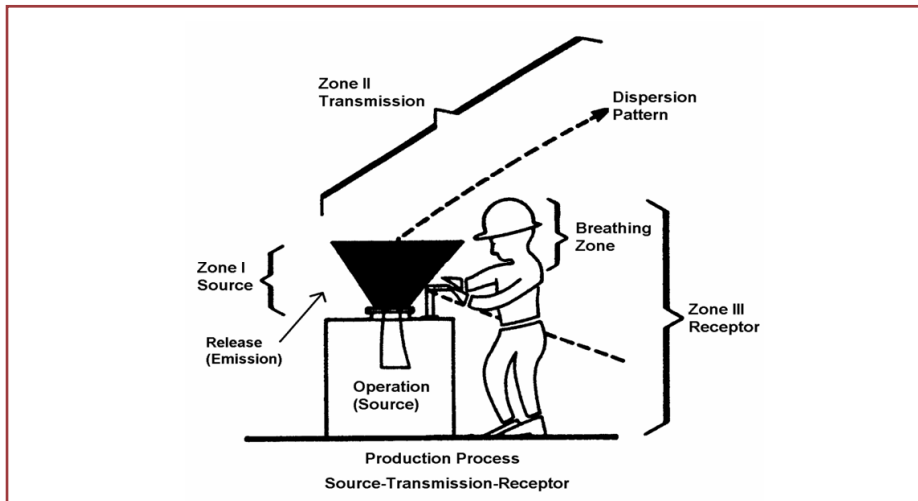 Zone II
Transmission
Dispersion
Pattern
Breathing
Zone
Zone I
Source
Zone III
Receptor
Release
(Emission)
Operation
(Source)
Production Process
Source-Transmission-Receptor